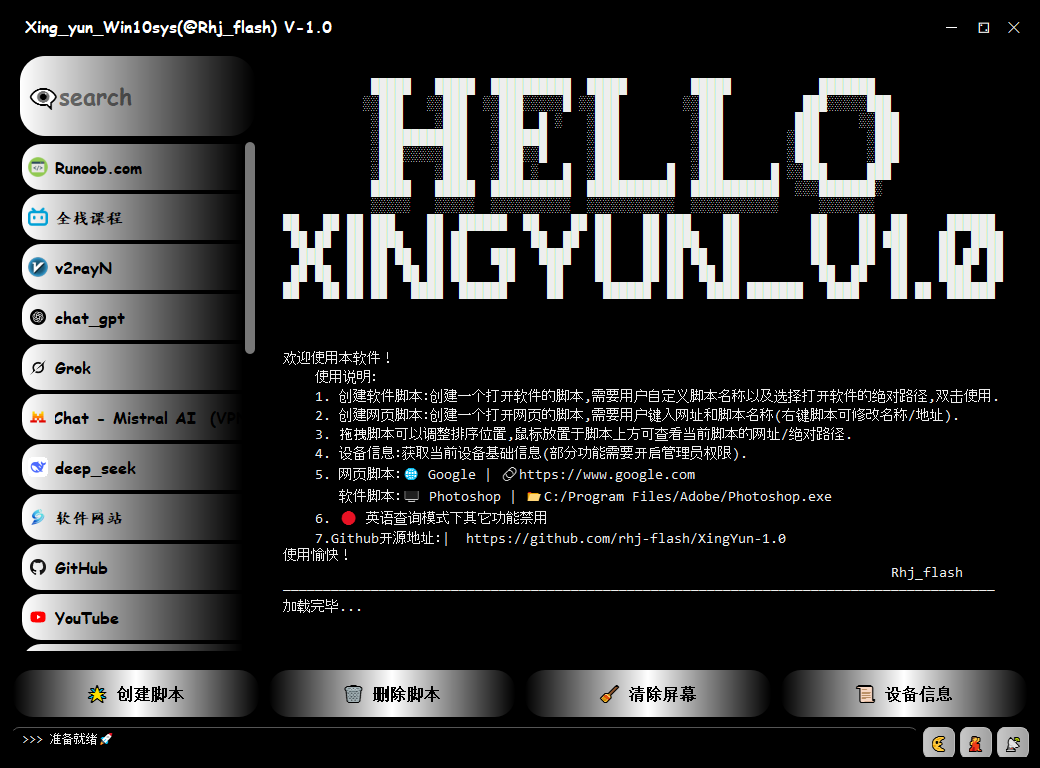 Xing_yun_Win10sys(@Rhj_flash) V-1.0
search
Runoob.com
全栈课程
v2rayN
chat_gpt
Grok
Chat - Mistral AI (VPN
deep_seek
软件网站
GitHub
YouTube
HELLO
XINGYUN_V1.0
欢迎使用本软件！
使用说明:
1. 创建软件脚本:创建一个打开软件的脚本,需要用户自定义脚本名称以及选择打开软件的绝对路径,双击使用.
2. 创建网页脚本:创建一个打开网页的脚本,需要用户键入网址和脚本名称(右键脚本可修改名称/地址).
3. 拖拽脚本可以调整排序位置,鼠标放置于脚本上方可查看当前脚本的网址/绝对路径.
4. 设备信息:获取当前设备基础信息(部分功能需要开启管理员权限).
5. 网页脚本:🌐 Google | 🔗https://www.google.com
软件脚本:🖥️ Photoshop | 📂C:/Program Files/Adobe/Photoshop.exe
6. 🔴 英语查询模式下其它功能禁用
7.Github开源地址:| https://github.com/rhj-flash/XingYun-1.0
使用愉快！
Rhj_flash
加载完毕...
🌟 创建脚本
🗑️ 删除脚本
🧹 清除屏幕
📜 设备信息
>>> 准备就绪🚀